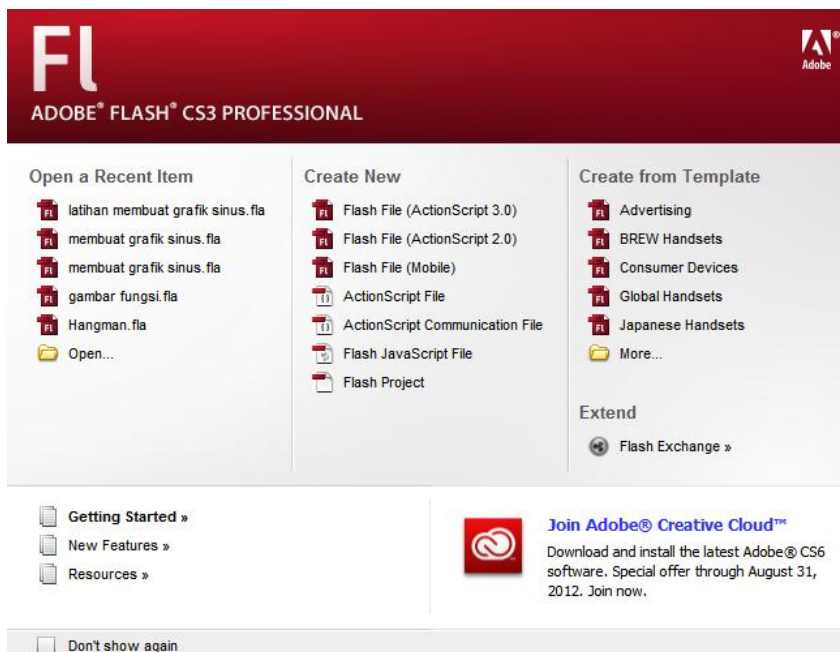 Fl
Adobe®
ADOBE® FLASH® CS3 PROFESSIONAL
Open a Recent Item
latihan membuat grafik sinus.fla
membuat grafik sinus.fla
membuat grafik sinus.fla
gambar fungsi.fla
Hangman.fla
Open...
Create New
Flash File (ActionScript 3.0)
Flash File (ActionScript 2.0)
Flash File (Mobile)
ActionScript File
ActionScript Communication File
Flash JavaScript File
Flash Project
Create from Template
Advertising
BREW Handsets
Consumer Devices
Global Handsets
Japanese Handsets
More...
Extend
Flash Exchange »
Getting Started »
New Features »
Resources »
Join Adobe® Creative Cloud™
Download and install the latest Adobe® CS6
software. Special offer through August 31,
2012. Join now.
Don't show again